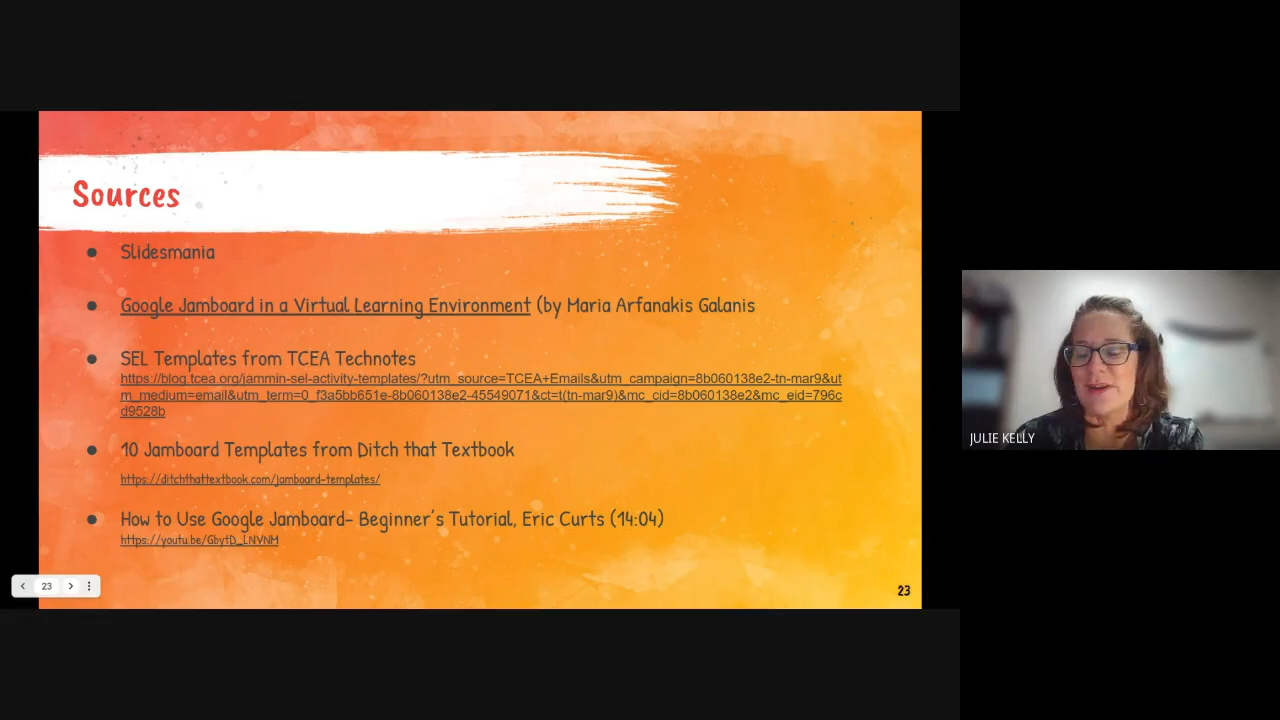 Sources
● Slidesmania
● Google Jamboard in a Virtual Learning Environment (by Maria Arfanakis Galanis
● SEL Templates from TCEA Technotes
https://blog.tcea.org/jammin-sel-activity-templates/?utm_source=TCEA+Emails&utm_campaign=8b060138e2-tn-mar9&ut
m_medium=email&utm_term=0_f3a5bb651e-8b060138e2-45549071&ct=t(tn-mar9)&mc_cid=8b060138e2&mc_eid=796c
d9528b
● 10 Jamboard Templates from Ditch that Textbook
https://ditchthattextbook.com/jamboard-templates/
● How to Use Google Jamboard- Beginner's Tutorial, Eric Curts (14:04)
https://youtu.be/GbytD_LNVNM
23
23
JULIE KELLY